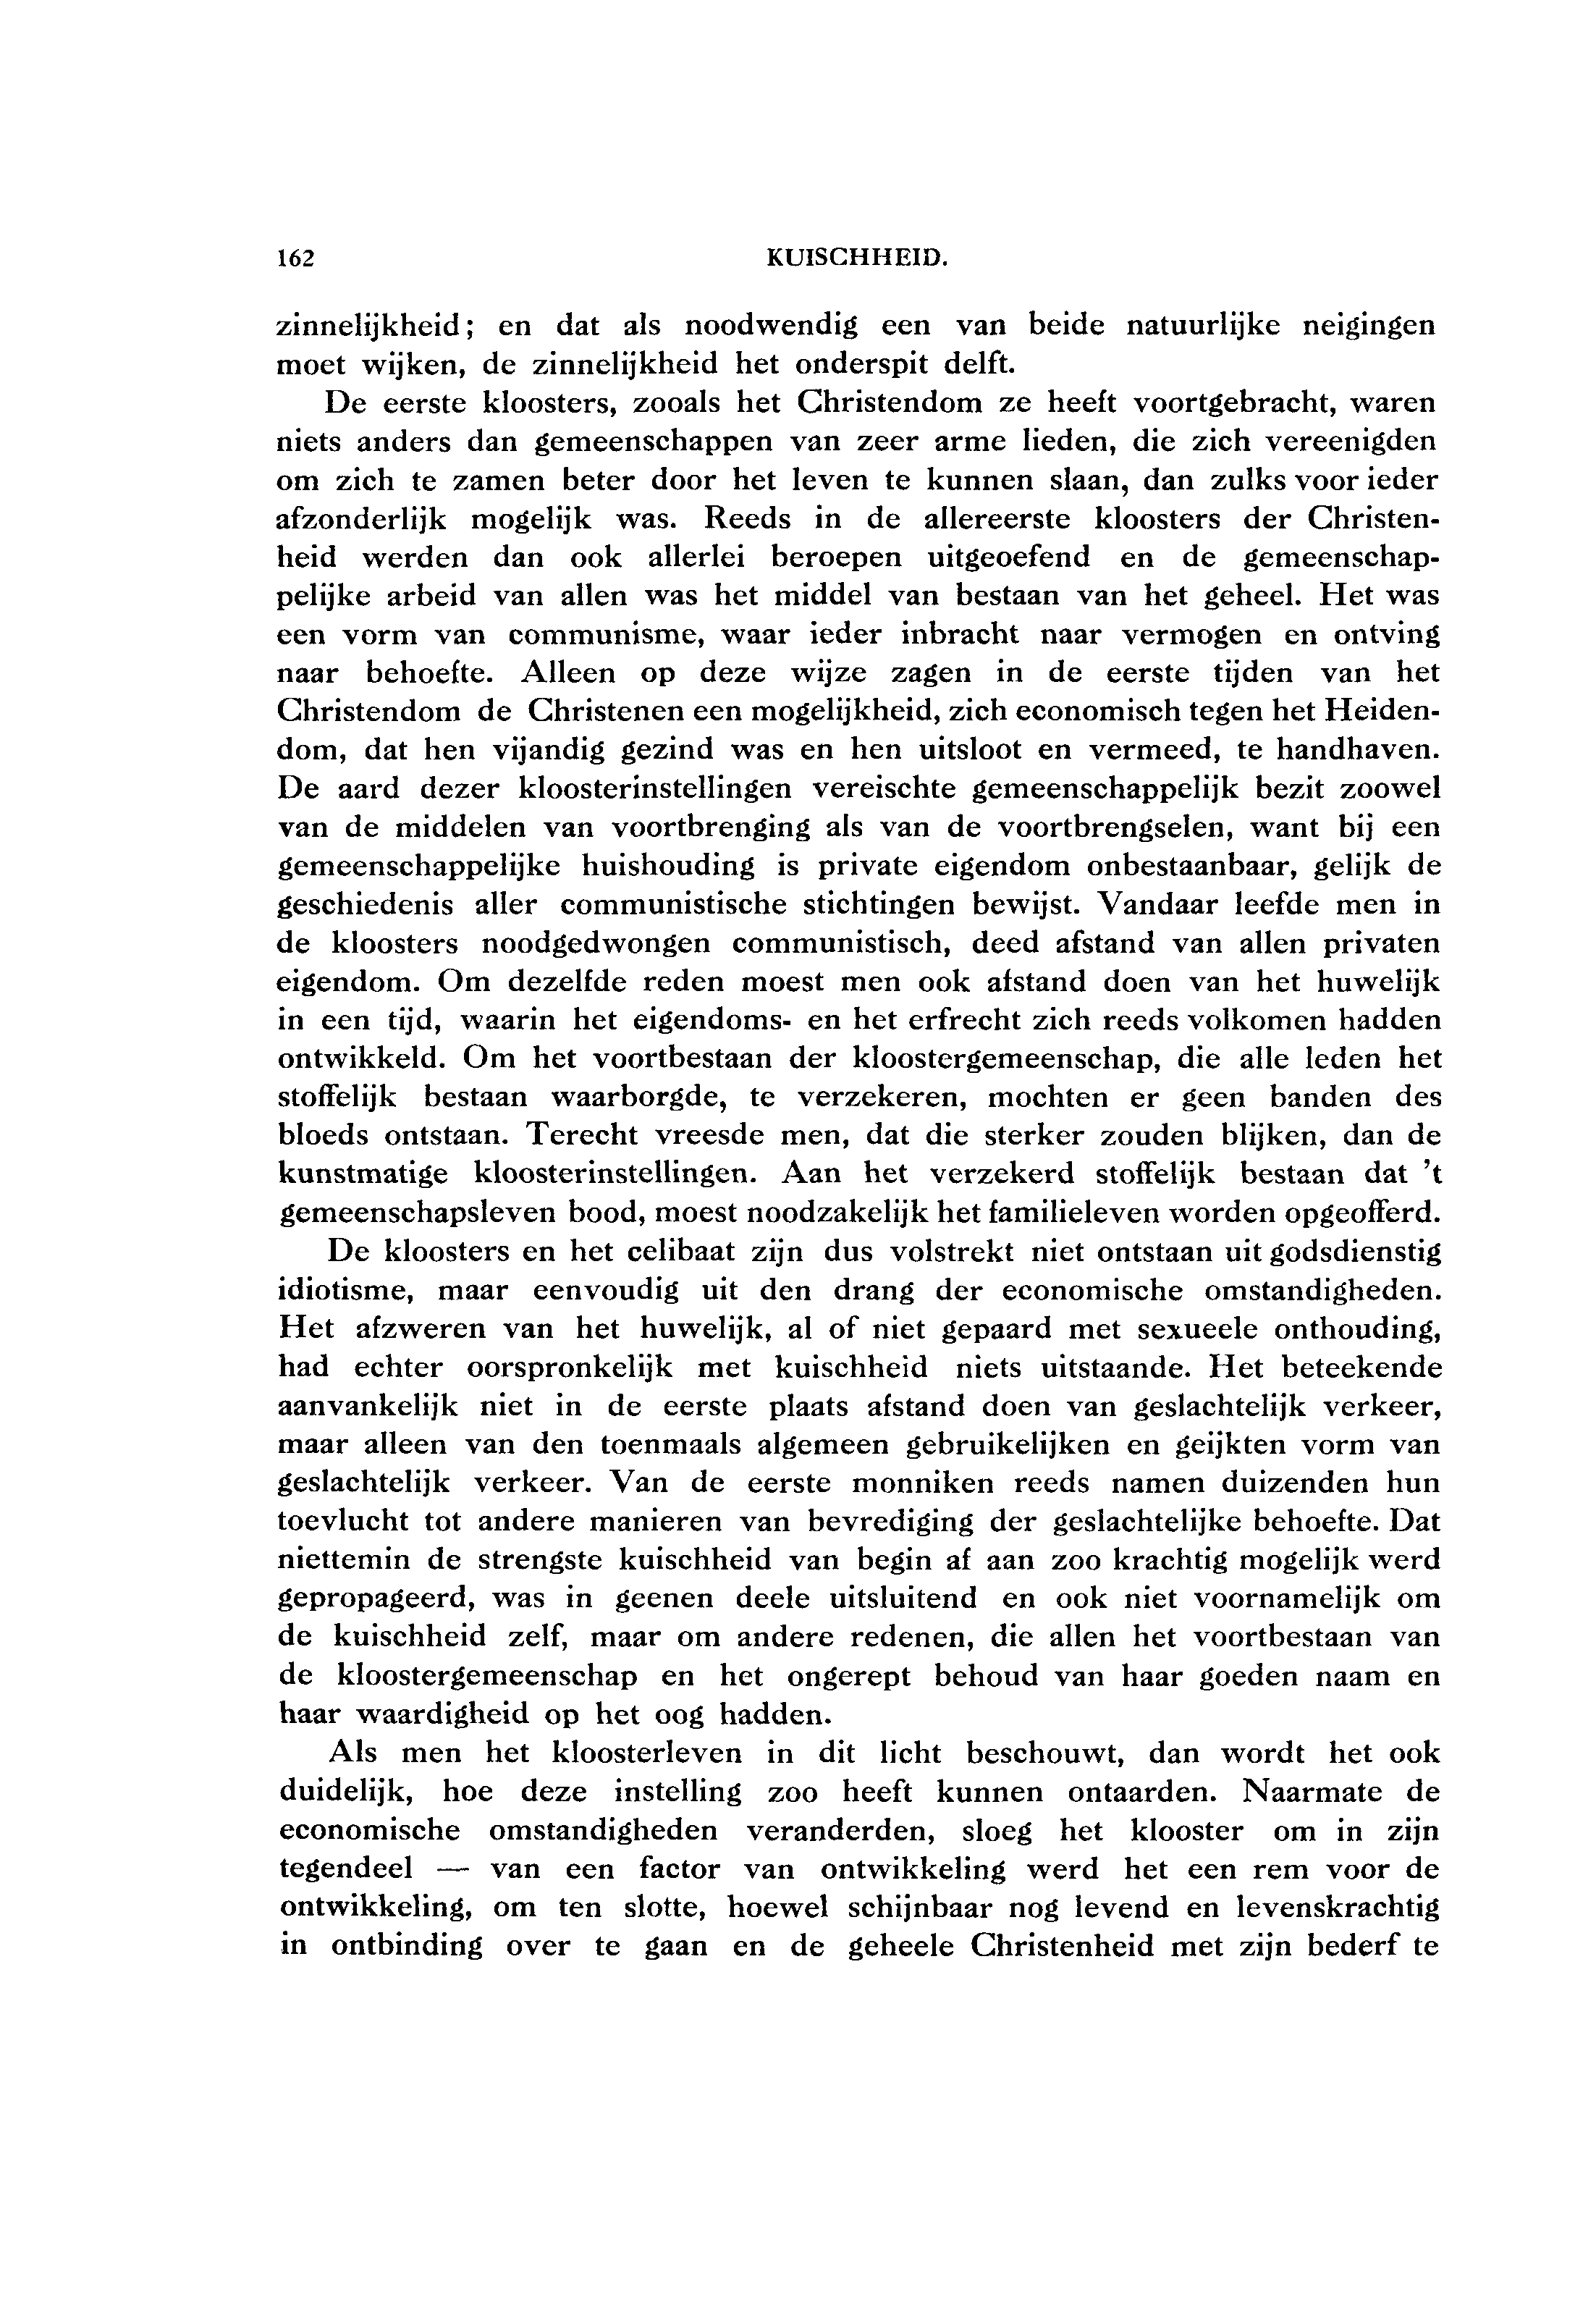 162 KUISCHHEID.
zinnelijkheid; en dat als noodwendig een van beide natuurlijke neigingen
moet wijken, de zinnelijkheid het onderspit delft.
De eerste kloosters, zooals het Christendom ze heeft voortgebracht, waren
niets anders dan gemeenschappen van zeer arme lieden, die zich vereenigden
om zich te zamen beter door het leven te kunnen slaan, dan zulks voor ieder
afzonderlijk mogelijk was. Reeds in de allereerste kloosters der Christen-
heid werden dan ook allerlei beroepen uitgeoefend en de gemeenschap-
pelijke arbeid van allen was het middel van bestaan van het geheel. Het was
een vorm van communisme, waar ieder inbracht naar vermogen en ontving
naar behoefte. Alleen op deze wijze zagen in de eerste tijden van het
Christendom de Christenen een mogelijkheid, zich economisch tegen het Heiden-
dom, dat hen vijandig gezind was en hen uitsloot en vermeed, te handhaven.
De aard dezer kloosterinstellingen vereischte gemeenschappelijk bezit zoowel
van de middelen van voortbrenging als van de voortbrengselen, want bij een
gemeenschappelijke huishouding is private eigendom onbestaanbaar, gelijk de
geschiedenis aller communistische stichtingen bewijst. Vandaar leefde men in
de kloosters noodgedwongen communistisch, deed afstand van allen privaten
eigendom. Om dezelfde reden moest men ook afstand doen van het huwelijk
in een tijd, waarin het eigendoms- en het erfrecht zich reeds volkomen hadden
ontwikkeld. Om het voortbestaan der kloostergemeenschap, die alle leden het
stoffelijk bestaan waarborgde, te verzekeren, mochten er geen banden des
bloeds ontstaan. Terecht vreesde men, dat die sterker zouden blijken, dan de
kunstmatige kloosterinstellingen. Aan het verzekerd stoffelijk bestaan dat 't
gemeenschapsleven bood, moest noodzakelijk het familieleven worden opgeofferd.
De kloosters en het celibaat zijn dus volstrekt niet ontstaan uit godsdienstig
idiotisme, maar eenvoudig uit den drang der economische omstandigheden.
Het afzweren van het huwelijk, al of niet gepaard met sexueele onthouding,
had echter oorspronkelijk met kuischheid niets uitstaande. Het beteekende
aanvankelijk niet in de eerste plaats afstand doen van geslachtelijk verkeer,
maar alleen van den toenmaals algemeen gebruikelijken en geijkten vorm van
geslachtelijk verkeer. Van de eerste monniken reeds namen duizenden hun
toevlucht tot andere manieren van bevrediging der geslachtelijke behoefte. Dat
niettemin de strengste kuischheid van begin af aan zoo krachtig mogelijk werd
gepropageerd, was in geenen deele uitsluitend en ook niet voornamelijk om
de kuischheid zelf, maar om andere redenen, die allen het voortbestaan van
de kloostergemeenschap en het ongerept behoud van haar goeden naam en
haar waardigheid op het oog hadden.
Als men het kloosterleven in dit licht beschouwt, dan wordt het ook
duidelijk, hoe deze instelling zoo heeft kunnen ontaarden. Naarmate de
economische omstandigheden veranderden, sloeg het klooster om in zijn
tegendeel — van een factor van ontwikkeling werd het een rem voor de
ontwikkeling, om ten slotte, hoewel schijnbaar nog levend en levenskrachtig
in ontbinding over te gaan en de geheele Christenheid met zijn bederf te